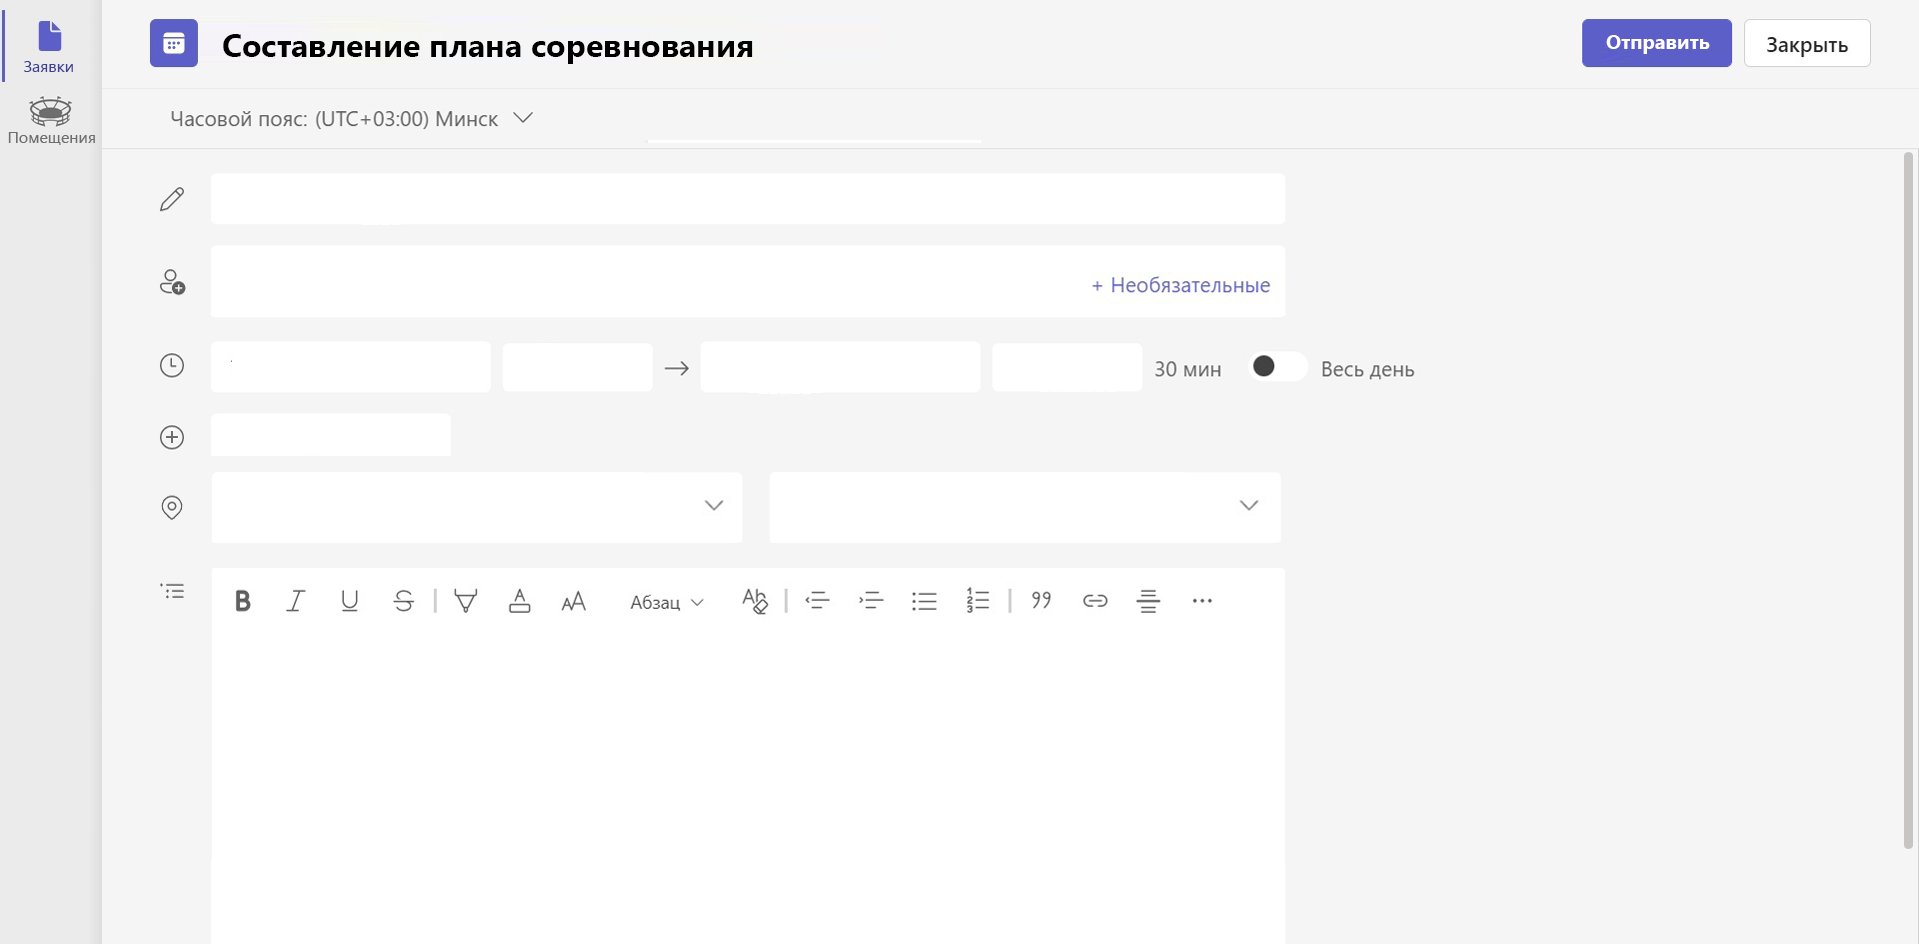 Заявки
Помещения
Составление плана соревнования
Отправить
Закрыть
Часовой пояс: (UTC+03:00) Минск
+ Необязательные
30 мин
Весь день
Абзац